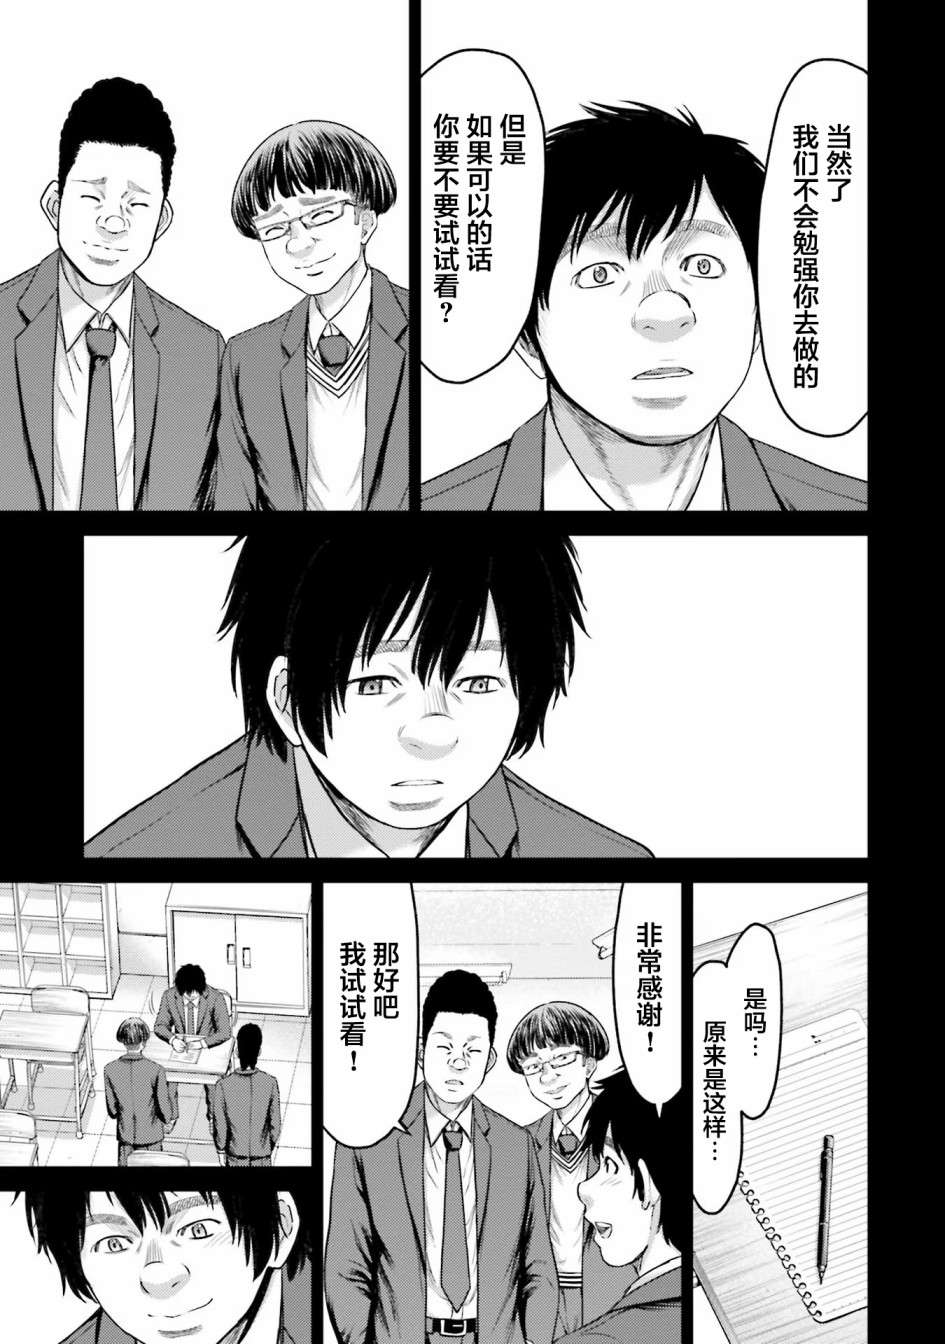 当然了
我们不会勉强你去做的
但是
如果可以的话
你要不要试试看？
是吗…
原来是这样…
非常感谢！
那好吧
我试试看！